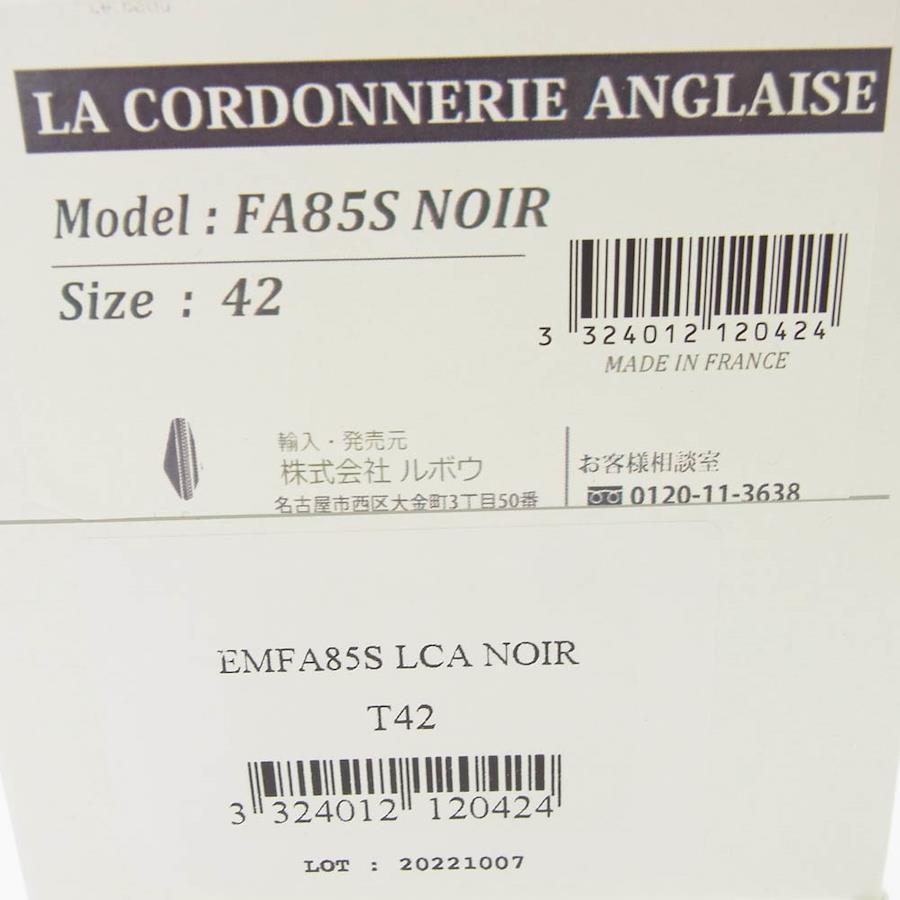 LA CORDONNERIE ANGLAISE
Model : FA85S NOIR
Size : 42
3 324012 120424
MADE IN FRANCE
輸入・発売元
株式会社 ルボウ
名古屋市西区大金町3丁目50番
お客様相談室
0120-11-3638
EMFA85S LCA NOIR
T42
3 324012 120424
LOT : 20221007